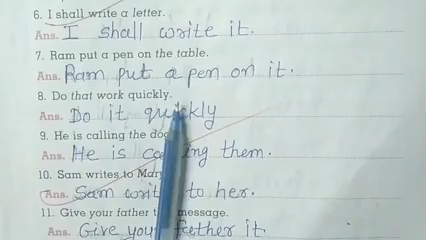 6. I shall write a letter.
Ans. I shall write it.
7. Ram put a pen on the table.
Ans. Ram put a pen on it.
8. Do that work quickly.
Ans. Do it quickly
9. He is calling the
Ans. He is them.
10. Sam writes to Mary
Ans. Sam to her.
11. Give your father message.
Ans. Give your father it.